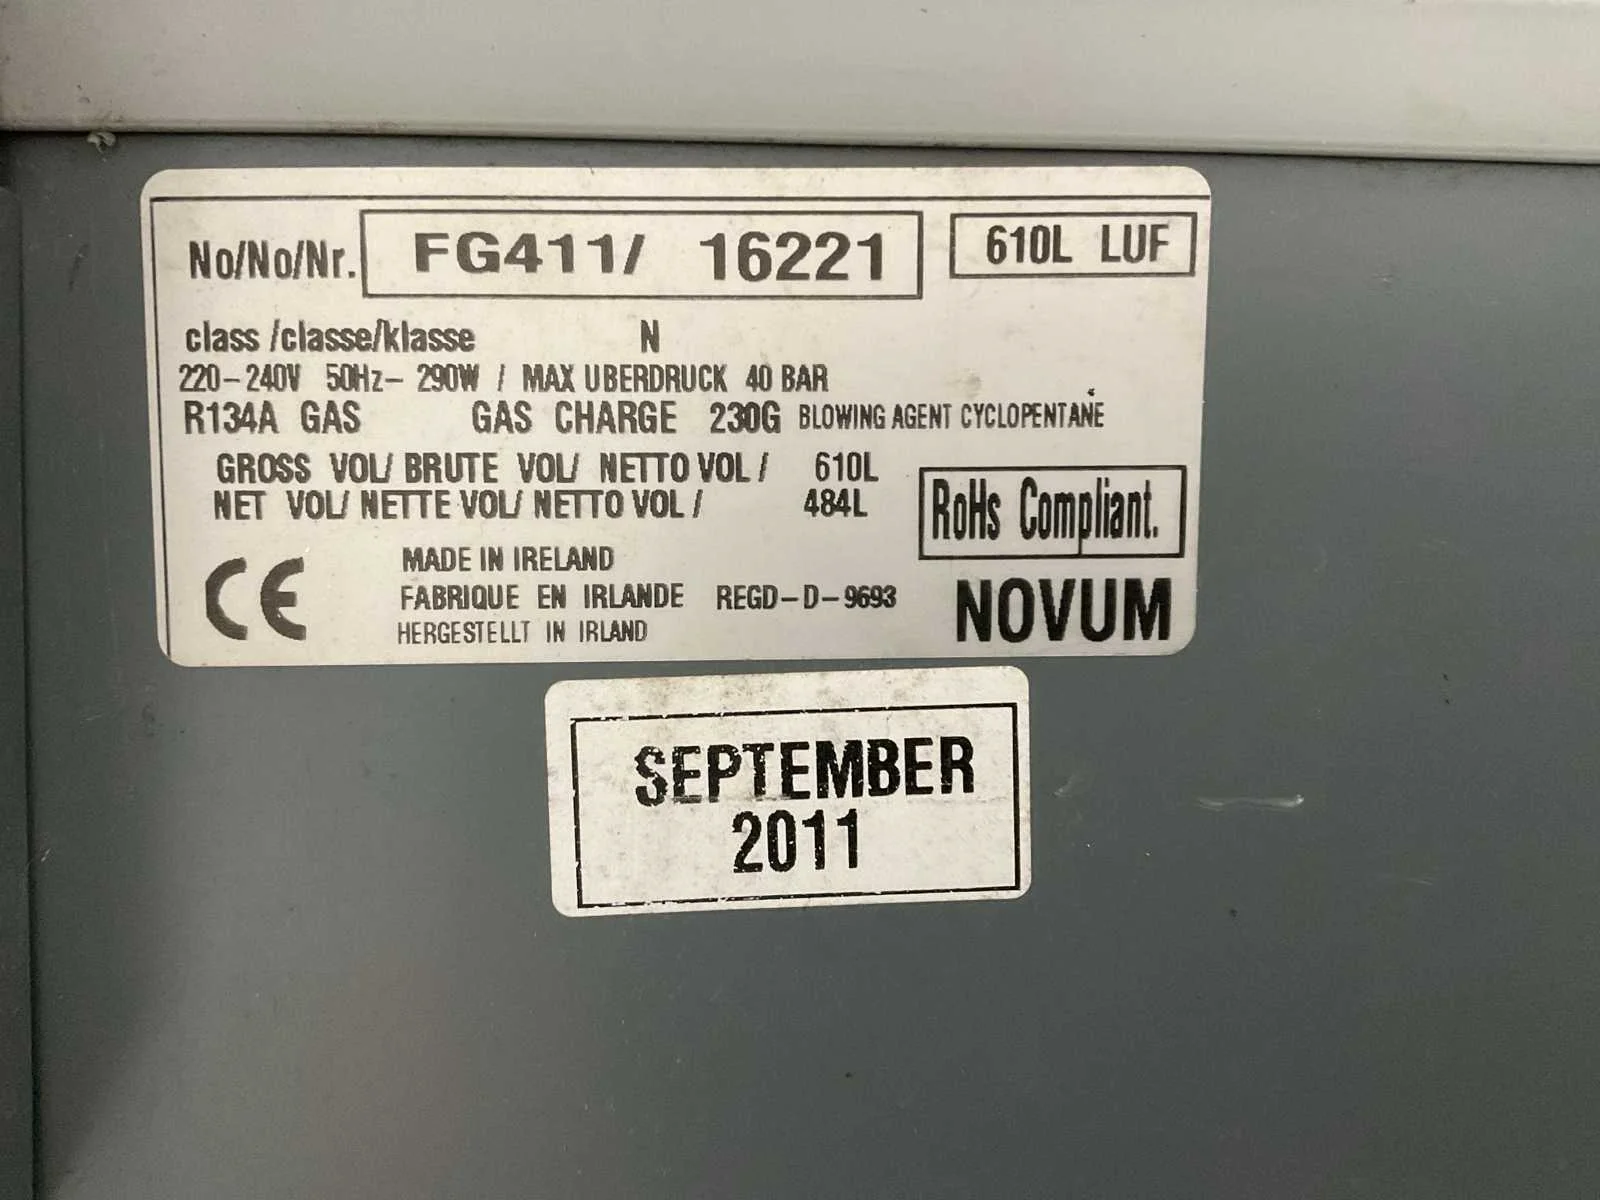 No/No/Nr. FG411/ 16221 610L LUF
class /classe/klasse N
220-240V 50Hz- 290W / MAX UBERDRUCK 40 BAR
R134A GAS GAS CHARGE 230G BLOWING AGENT CYCLOPENTANE
GROSS VOL/ BRUTE VOL/ NETTO VOL / 610L
NET VOL/ NETTE VOL/ NETTO VOL / 484L
RoHs Compliant.
CE
MADE IN IRELAND
FABRIQUE EN IRLANDE REGD-D-9693
HERGESTELLT IN IRLAND
NOVUM
SEPTEMBER
2011